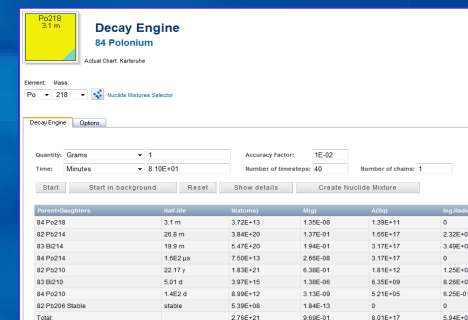 Po218
3.1 m
Decay Engine
84 Polonium
Actual Chart: Karlsruhe
Element: Mass:
Po 218 Nuclide Mixtures Selector
Decay Engine Options
Quantity: Grams 1 Accuracy Factor: 1E-02
Time: Minutes 8.10E+01 Number of timesteps: 40 Number of chains: 1
Start Start in background Reset Show details Create Nuclide Mixture
Parent+Daughters Half-life N(atoms) M(g) A(Bq) Ing.Radio
84 Po218 3.1 m 3.72E+13 1.35E-08 1.39E+11 0
82 Pb214 26.8 m 3.84E+20 1.37E-01 1.66E+17 2.32E+0
83 Bi214 19.9 m 5.47E+20 1.94E-01 3.17E+17 3.49E+0
84 Po214 1.6E2 µs 7.50E+13 2.66E-08 3.17E+17 0
82 Pb210 22.17 y 1.83E+21 6.38E-01 1.81E+12 1.25E+0
83 Bi210 5.01 d 3.97E+15 1.38E-06 6.35E+09 8.26E+0
84 Po210 1.4E2 d 8.99E+12 3.13E-09 5.21E+05 6.25E-01
82 Pb206 Stable stable 5.39E+08 1.84E-13 0 0
Total: 2.76E+21 9.69E-01 8.01E+17 5.94E+0